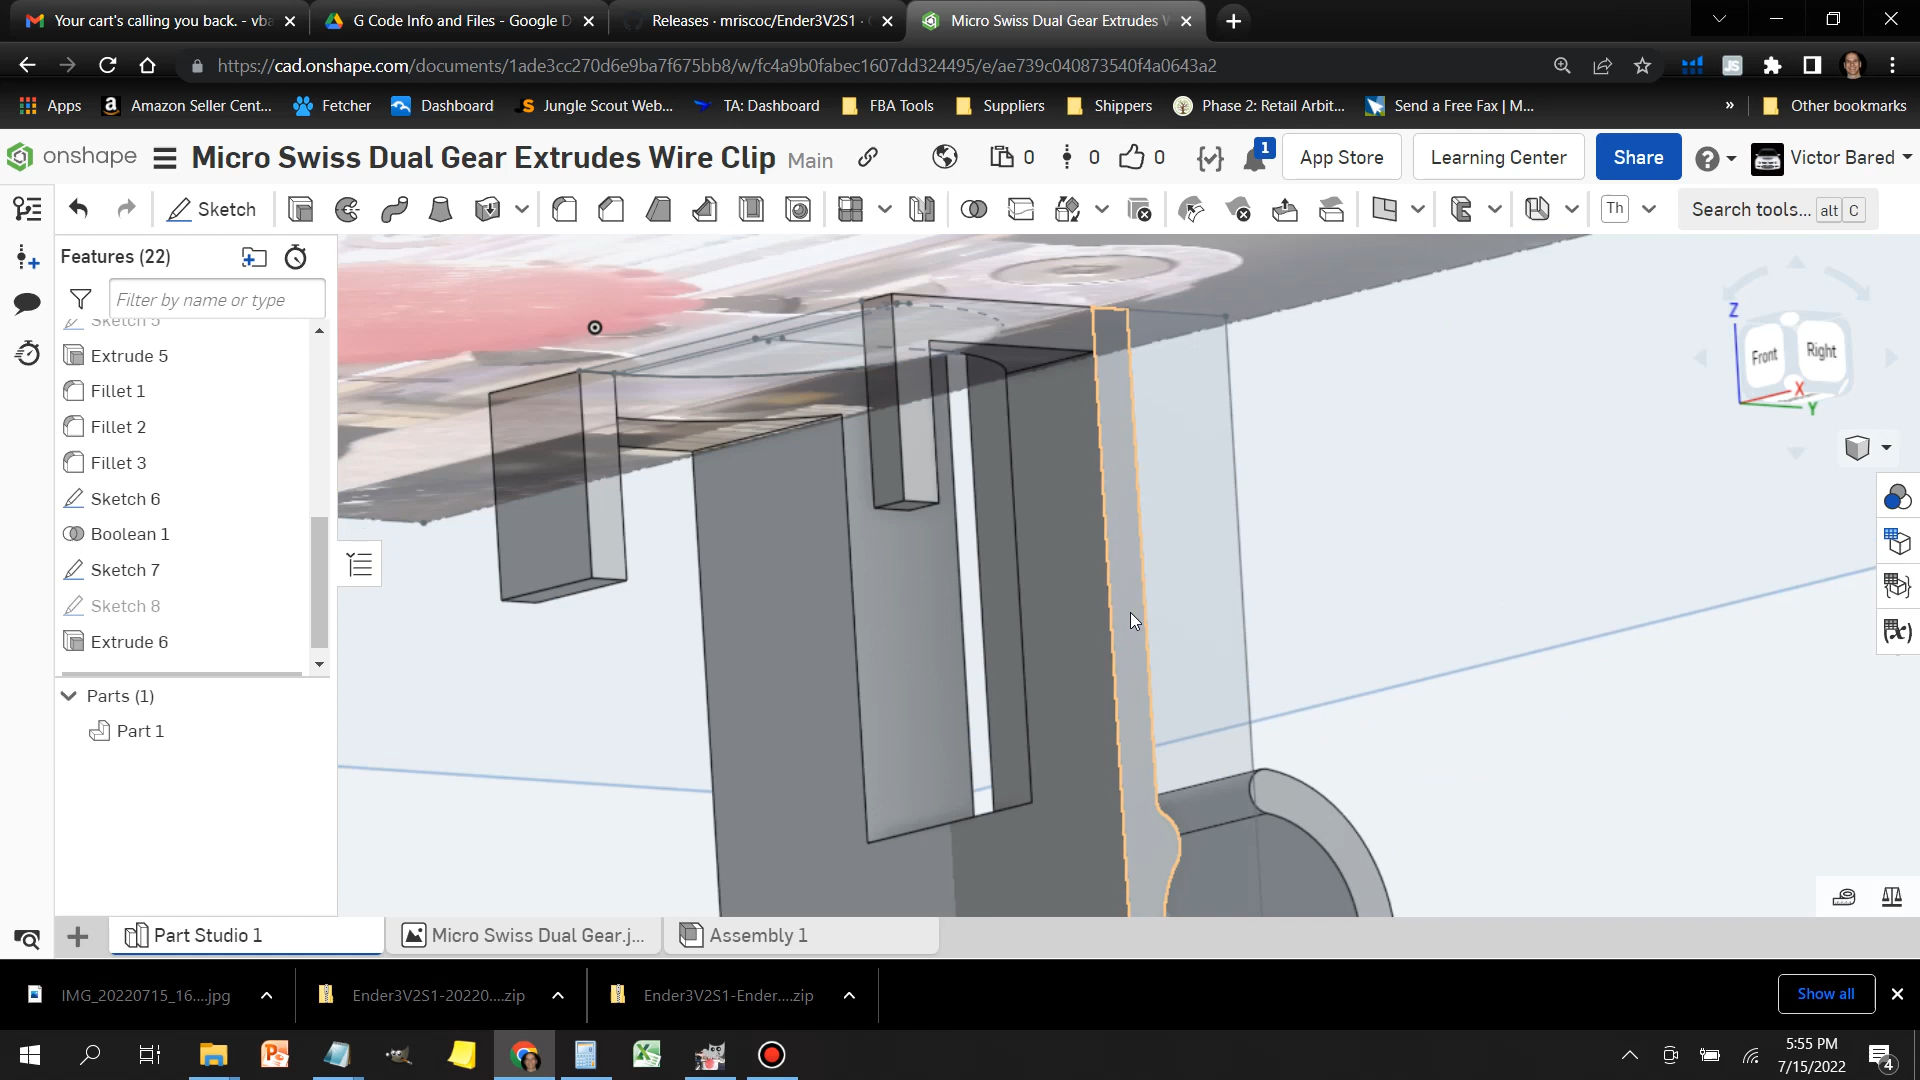 Your cart's calling you back. - vba
G Code Info and Files - Google D
Releases · mriscoc/Ender3V2S1 ·
Micro Swiss Dual Gear Extrudes W
https://cad.onshape.com/documents/1ade3cc270d6e9ba7f675bb8/w/fc4a9b0fabec1607dd324495/e/ae739c040873540f4a0643a2
Apps
Amazon Seller Cent...
Fetcher
Dashboard
Jungle Scout Web...
TA: Dashboard
FBA Tools
Suppliers
Shippers
Phase 2: Retail Arbit...
Send a Free Fax | M...
»
Other bookmarks
onshape
Micro Swiss Dual Gear Extrudes Wire Clip
Main
0
0
0
1
App Store
Learning Center
Share
Victor Bared
Sketch
Th
Search tools...
alt
C
Features (22)
Filter by name or type
Sketch 5
Extrude 5
Fillet 1
Fillet 2
Fillet 3
Sketch 6
Boolean 1
Sketch 7
Sketch 8
Extrude 6
Parts (1)
Part 1
Z
Front
Right
X
Y
Part Studio 1
Micro Swiss Dual Gear.j...
Assembly 1
IMG_20220715_16....jpg
Ender3V2S1-20220....zip
Ender3V2S1-Ender....zip
Show all
5:55 PM
7/15/2022
4